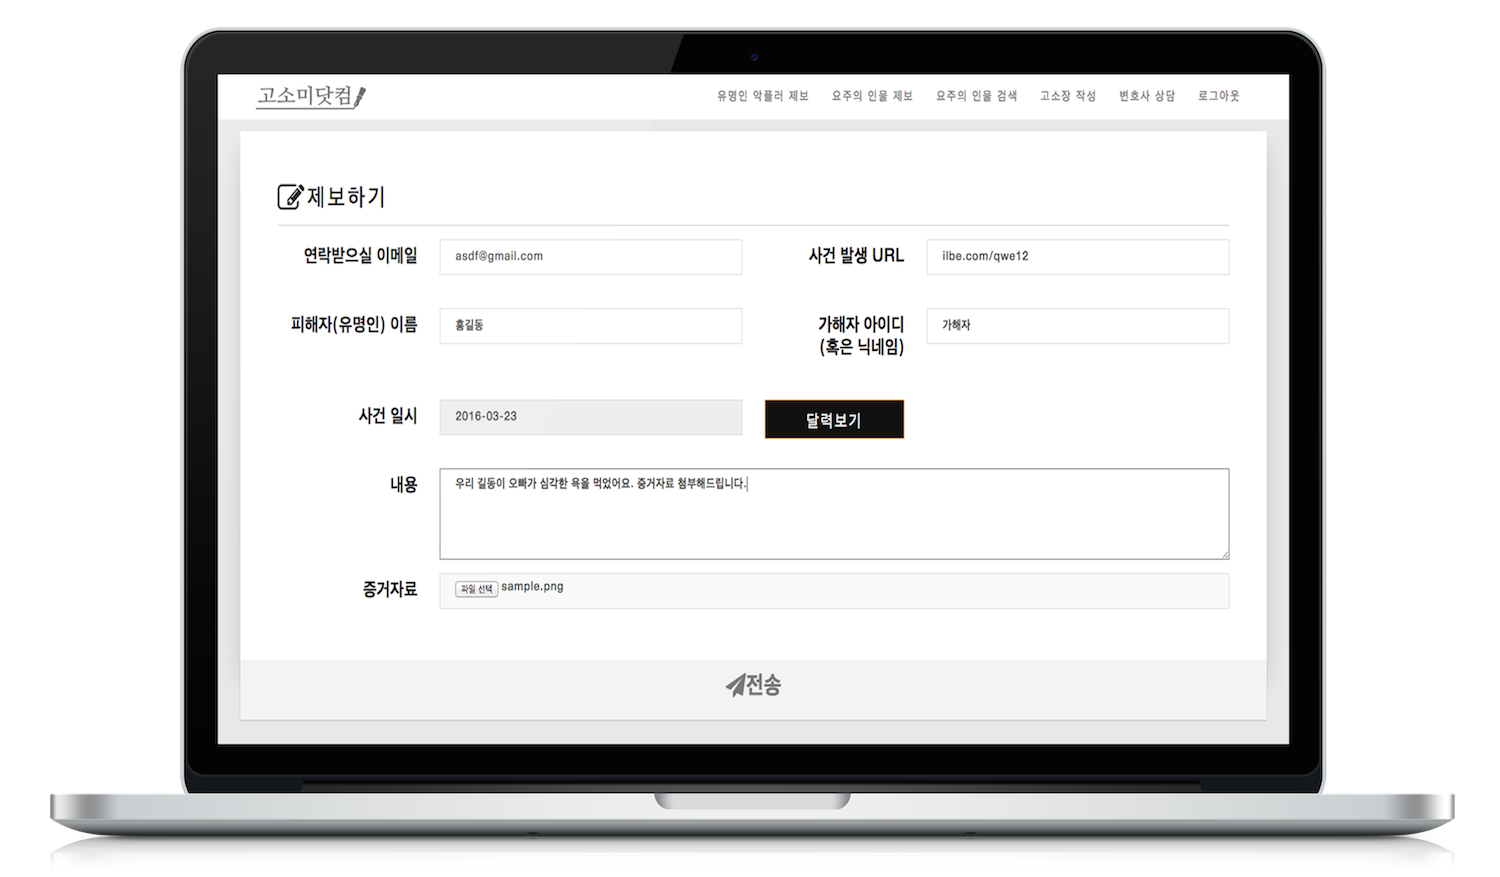 고소미닷컴
유명인 악플러 제보 요주의 인물 제보 요주의 인물 검색 고소장 작성 변호사 상담 로그아웃
제보하기
연락받으실 이메일 asdf@gmail.com 사건 발생 URL ilbe.com/qwe12
피해자(유명인) 이름 홍길동 가해자 아이디 가해자
(혹은 닉네임)
사건 일시 2016-03-23 달력보기
내용 우리 길동이 오빠가 심각한 욕을 먹었어요. 증거자료 첨부해드립니다.
증거자료 파일 선택 sample.png
전송